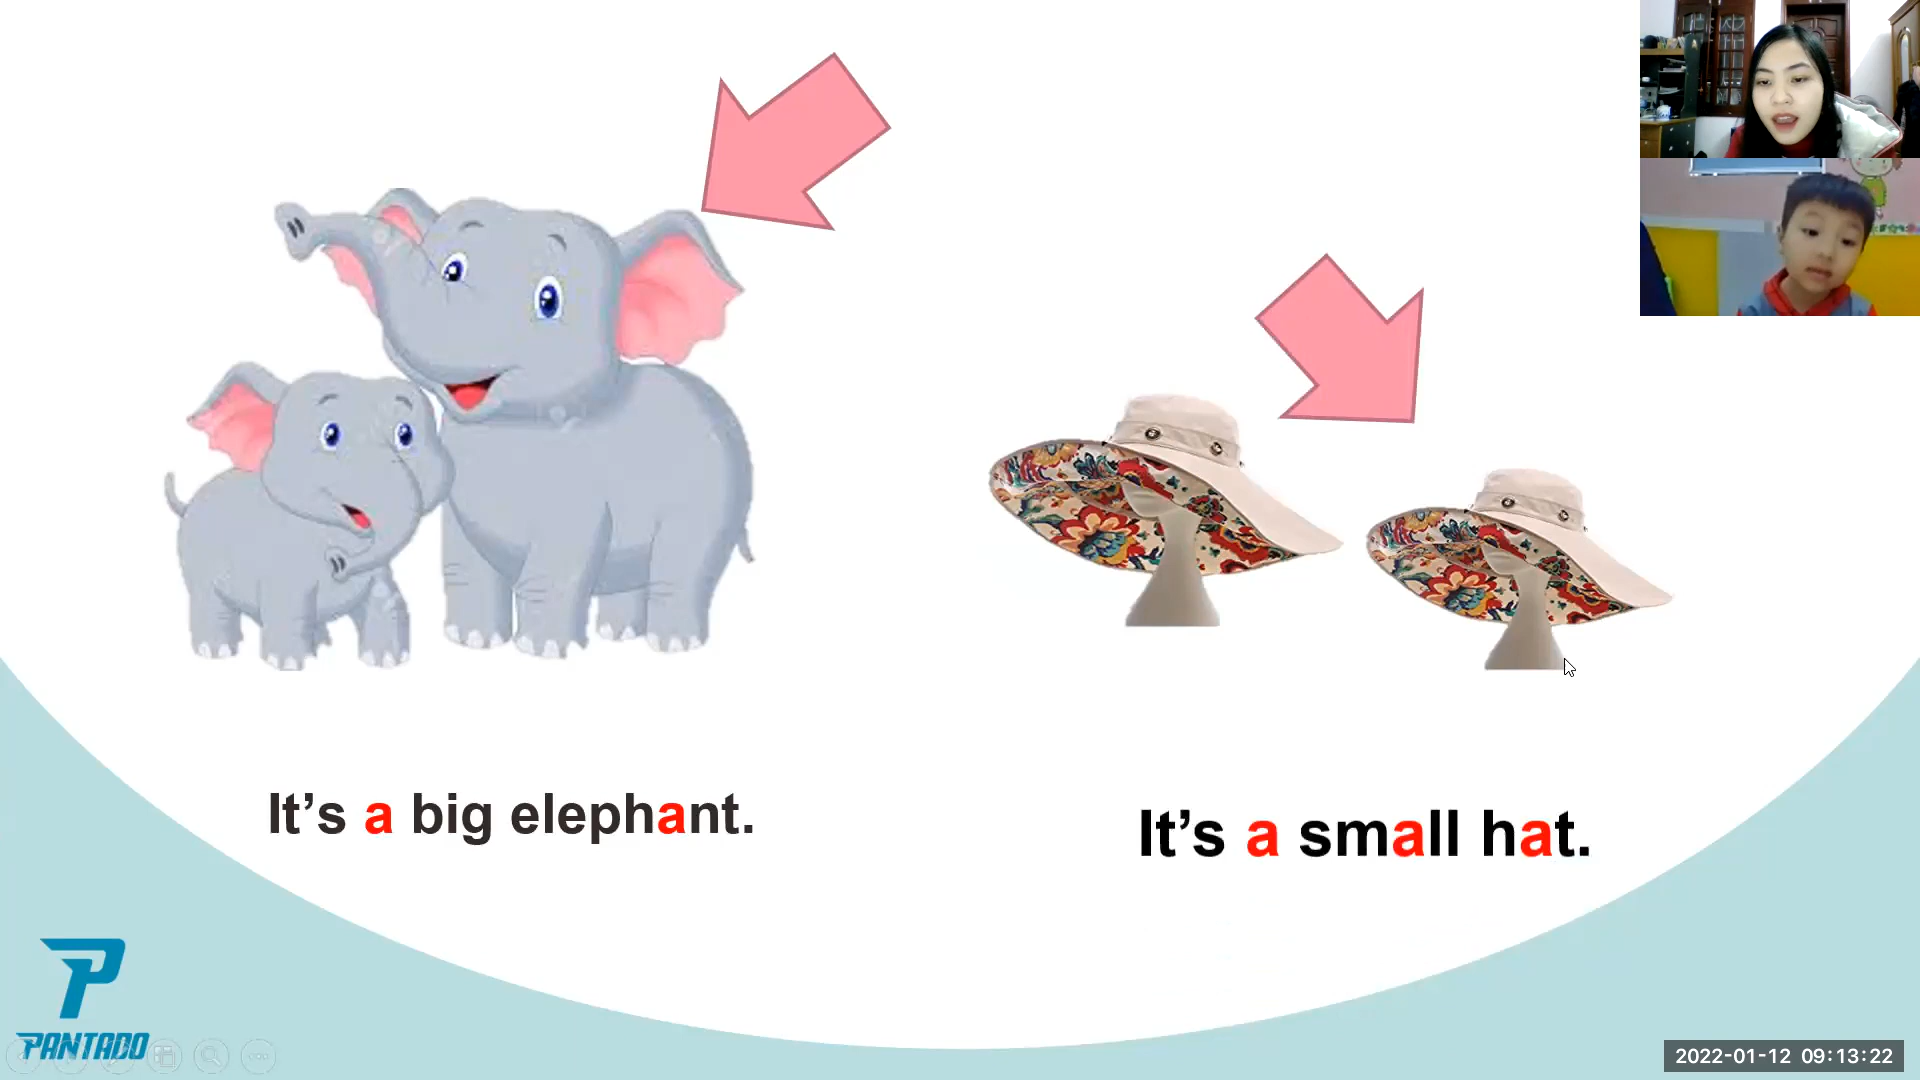 It’s a big elephant.
It’s a small hat.
PANTADO
2022-01-12 09:13:22